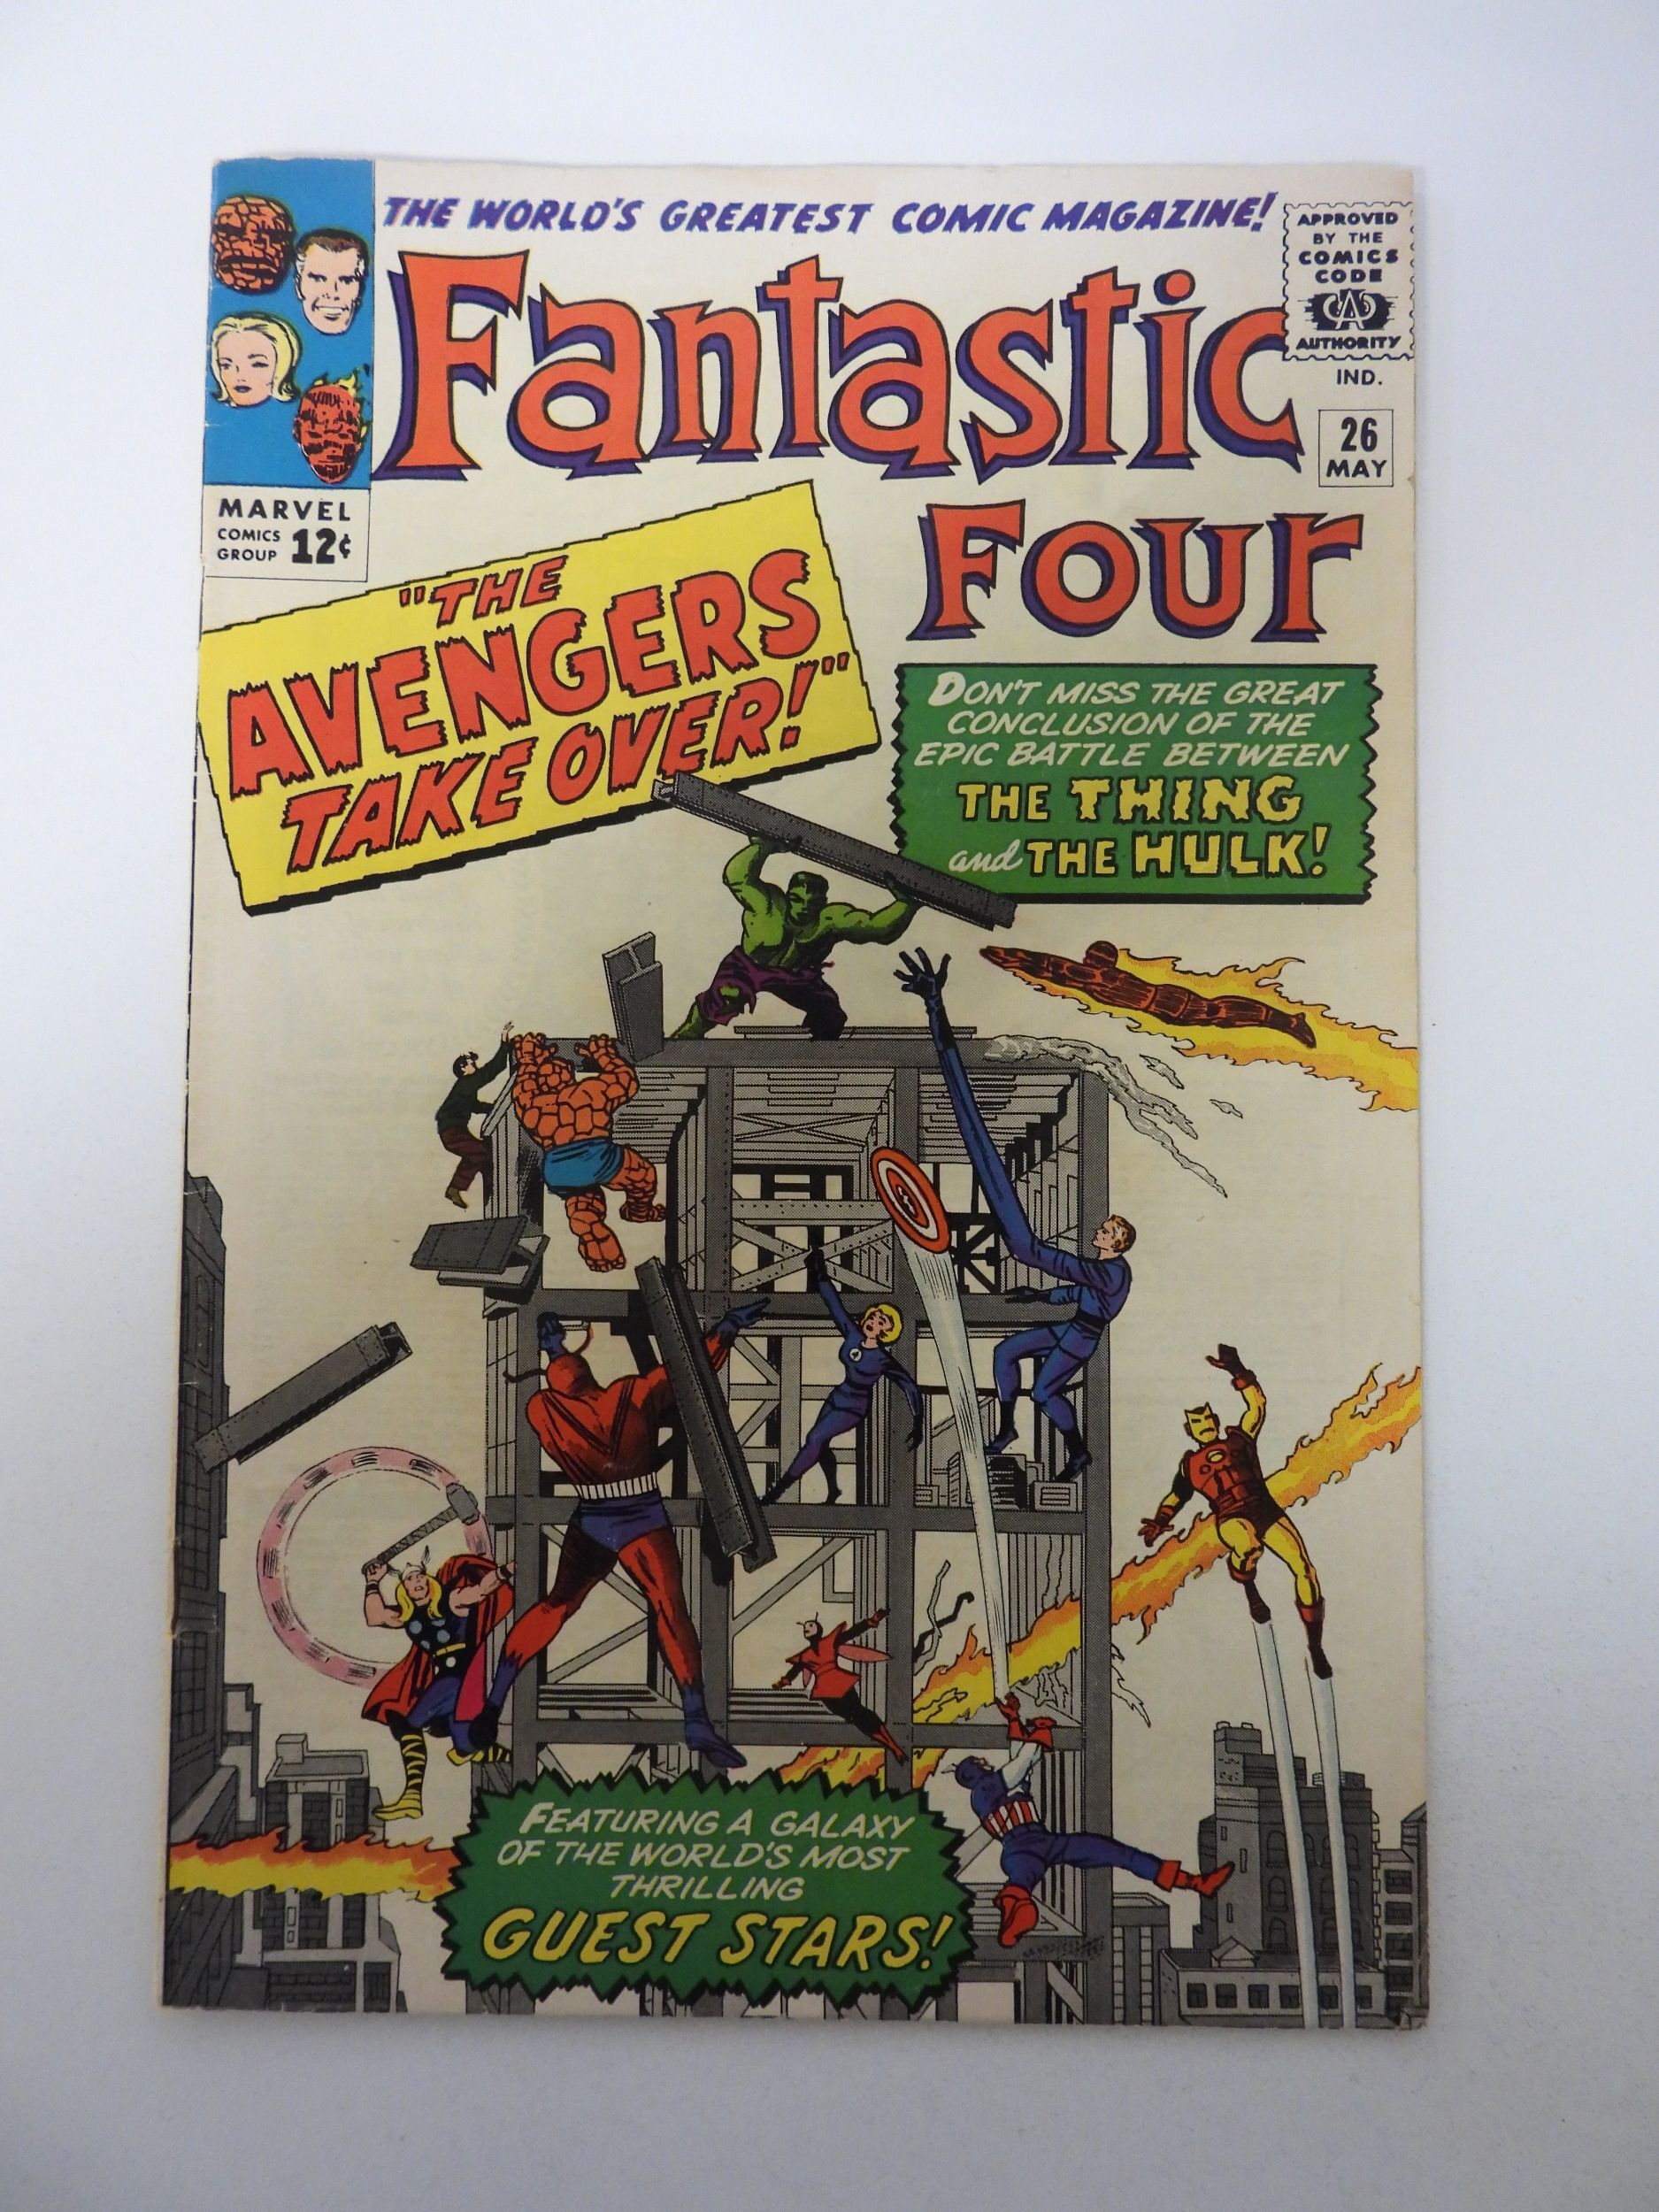 THE WORLD'S GREATEST COMIC MAGAZINE!
Fantastic
Four
APPROVED
BY THE
COMICS
CODE
CA
AUTHORITY
IND.
26
MAY
MARVEL
COMICS
GROUP 12¢
"THE
AVENGERS
TAKE OVER!"
DON'T MISS THE GREAT
CONCLUSION OF THE
EPIC BATTLE BETWEEN
THE THING
and THE HULK!
4
FEATURING A GALAXY
OF THE WORLD'S MOST
THRILLING
GUEST STARS!